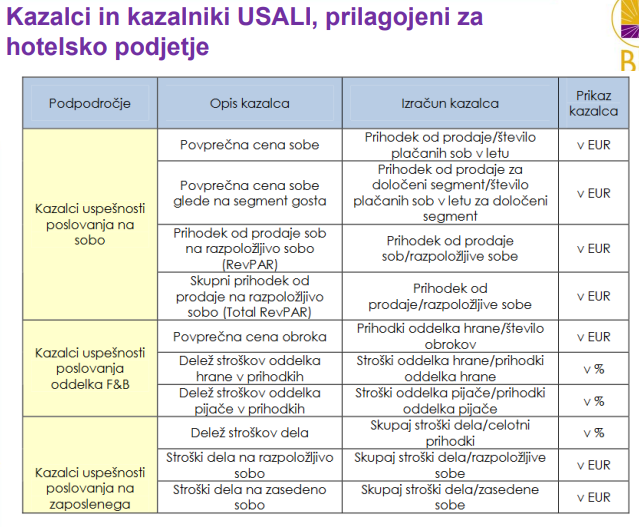 Kazalci in kazalniki USALI, prilagojeni za
hotelsko podjetje
B
Podpodročje
Opis kazalca
Izračun kazalca
Prikaz
kazalca
Kazalci uspešnosti
poslovanja na
sobo
Povprečna cena sobe
Prihodek od prodaje/število
plačanih sob v letu
v EUR
Povprečna cena sobe
glede na segment gosta
Prihodek od prodaje za
določeni segment/število
plačanih sob v letu za določeni
segment
v EUR
Prihodek od prodaje sob
na razpoložljivo sobo
(RevPAR)
Prihodek od prodaje
sob/razpoložljive sobe
v EUR
Skupni prihodek od
prodaje na razpoložljivo
sobo (Total RevPAR)
Prihodek od
prodaje/razpoložljive sobe
v EUR
Kazalci uspešnosti
poslovanja
oddelka F&B
Povprečna cena obroka
Prihodki oddelka hrane/število
obrokov
v EUR
Delež stroškov oddelka
hrane v prihodkih
Stroški oddelka hrane/prihodki
oddelka hrane
v %
Delež stroškov oddelka
pijače v prihodkih
Stroški oddelka pijače/prihodki
oddelka pijače
v %
Kazalci uspešnosti
poslovanja na
zaposlenega
Delež stroškov dela
Skupaj stroški dela/celotni
prihodki
v %
Stroški dela na razpoložljivo
sobo
Skupaj stroški dela/razpoložljive
sobe
v EUR
Stroški dela na zasedeno
sobo
Skupaj stroški dela/zasedene
sobe
v EUR